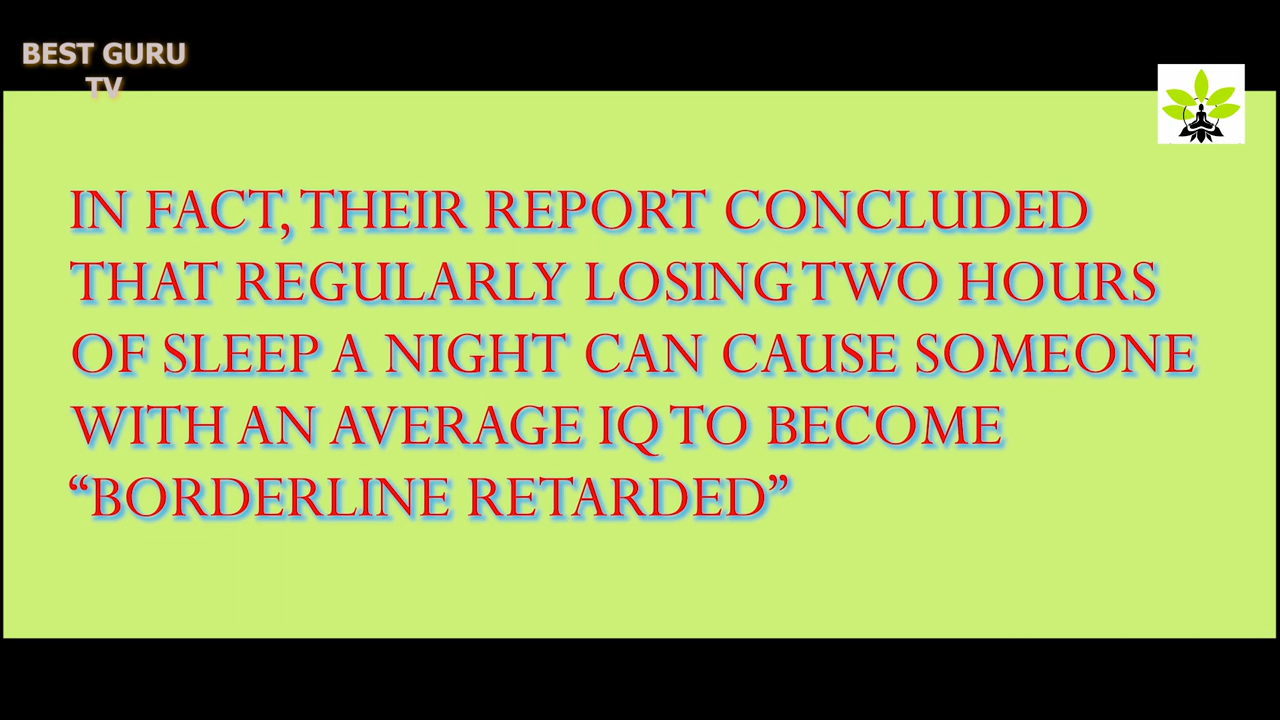 BEST GURU
TV
IN FACT, THEIR REPORT CONCLUDED
THAT REGULARLY LOSING TWO HOURS
OF SLEEP A NIGHT CAN CAUSE SOMEONE
WITH AN AVERAGE IQ TO BECOME
“BORDERLINE RETARDED”